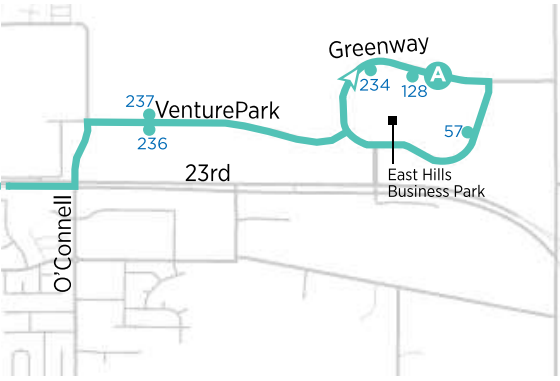 Greenway
A
234
128
237
VenturePark
236
57
23rd
East Hills
Business Park
O'Connell